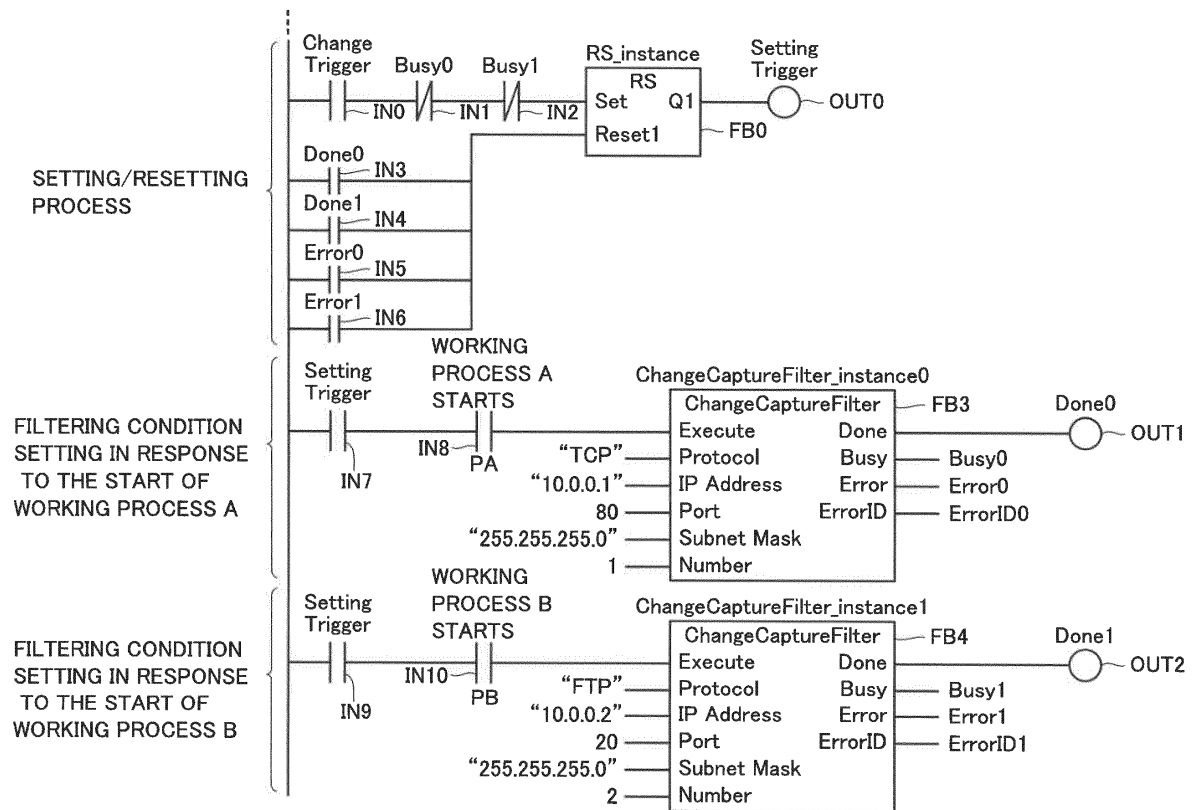 SETTING/RESETTING
PROCESS
Change
Trigger
IN0
Busy0
IN1
Busy1
IN2
RS_instance
RS
Set Q1
Reset1
FB0
Setting
Trigger
OUT0
Done0
IN3
Done1
IN4
Error0
IN5
Error1
IN6
FILTERING CONDITION
SETTING IN RESPONSE
TO THE START OF
WORKING PROCESS A
Setting
Trigger
IN7
WORKING
PROCESS A
STARTS
IN8
PA
ChangeCaptureFilter_instance0
ChangeCaptureFilter
FB3
Execute Done
Done0
OUT1
“TCP” Protocol Busy Busy0
“10.0.0.1” IP Address Error Error0
80 Port ErrorID ErrorID0
“255.255.255.0” Subnet Mask
1 Number
FILTERING CONDITION
SETTING IN RESPONSE
TO THE START OF
WORKING PROCESS B
Setting
Trigger
IN9
WORKING
PROCESS B
STARTS
IN10
PB
ChangeCaptureFilter_instance1
ChangeCaptureFilter
FB4
Execute Done
Done1
OUT2
“FTP” Protocol Busy Busy1
“10.0.0.2” IP Address Error Error1
20 Port ErrorID ErrorID1
“255.255.255.0” Subnet Mask
2 Number